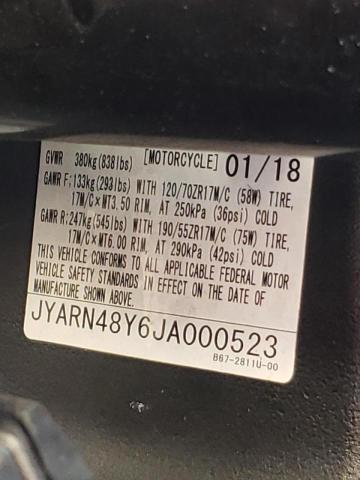 GVWR 380kg(838lbs) [MOTORCYCLE] 01/18
GAWR F:133kg(293lbs) WITH 120/70ZR17M/C (58W) TIRE,
17M/C×MT3.50 RIM, AT 250kPa (36psi) COLD
GAWR R:247kg(545lbs) WITH 190/55ZR17M/C (75W) TIRE,
17M/C×MT6.00 RIM, AT 290kPa (42psi) COLD
THIS VEHICLE CONFORMS TO ALL APPLICABLE FEDERAL MOTOR
VEHICLE SAFETY STANDARDS IN EFFECT ON THE DATE OF
MANUFACTURE SHOWN ABOVE.
JYARN48Y6JA000523
B67-2811U-00